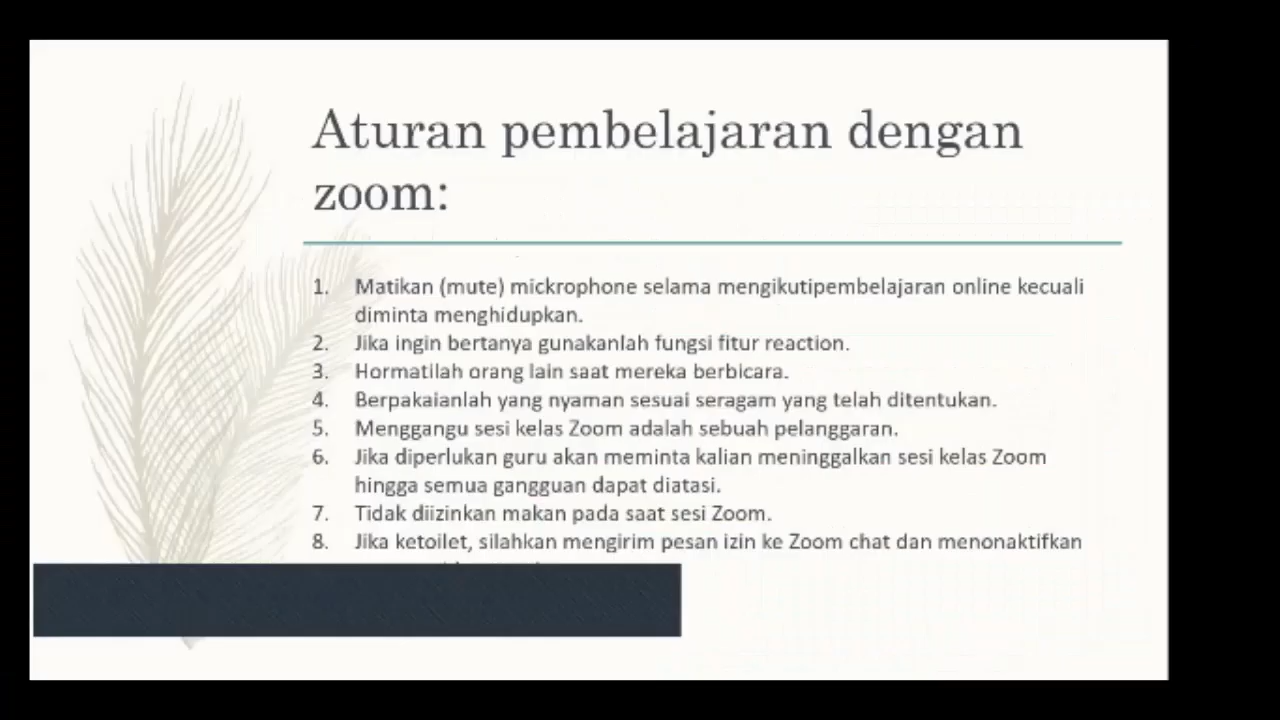 Aturan pembelajaran dengan
zoom:
1. Matikan (mute) mickrophone selama mengikutipembelajaran online kecuali
diminta menghidupkan.
2. Jika ingin bertanya gunakanlah fungsi fitur reaction.
3. Hormatilah orang lain saat mereka berbicara.
4. Berpakaianlah yang nyaman sesuai seragam yang telah ditentukan.
5. Menggangu sesi kelas Zoom adalah sebuah pelanggaran.
6. Jika diperlukan guru akan meminta kalian meninggalkan sesi kelas Zoom
hingga semua gangguan dapat diatasi.
7. Tidak diizinkan makan pada saat sesi Zoom.
8. Jika ketoilet, silahkan mengirim pesan izin ke Zoom chat dan menonaktifkan